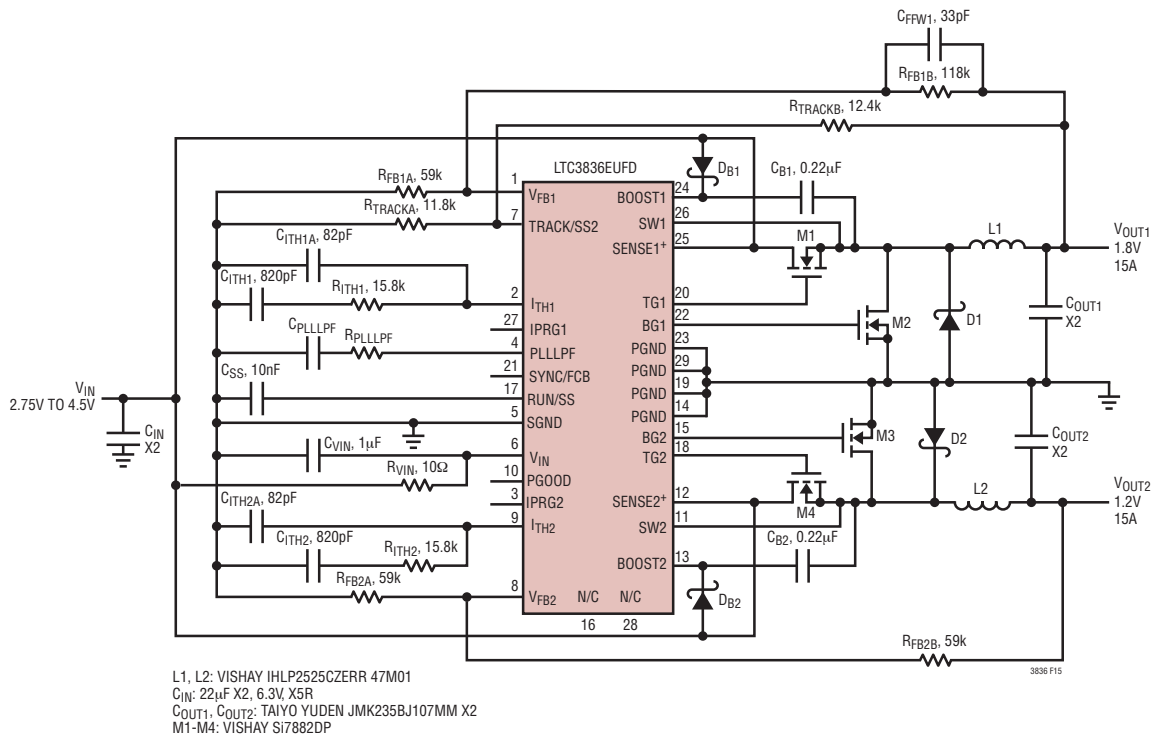 CFFW1, 33pF
RFB1B, 118k
RTRACKB, 12.4k
LTC3836EUFD
DB1
CB1, 0.22µF
RFB1A, 59k
1
VFB1
BOOST1
24
RTRACKA, 11.8k
7
TRACK/SS2
SW1
26
SENSE1+
25
M1
L1
VOUT1
1.8V
15A
CITH1A, 82pF
CITH1, 820pF
RITH1, 15.8k
2
ITH1
TG1
20
27
IPRG1
BG1
22
M2
D1
COUT1
X2
CPLLLPF
RPLLLPF
4
PLLLPF
PGND
23
21
SYNC/FCB
PGND
29
CSS, 10nF
17
RUN/SS
PGND
19
VIN
2.75V TO 4.5V
5
SGND
PGND
14
CIN
X2
CVIN, 1µF
6
VIN
BG2
15
M3
D2
COUT2
X2
RVIN, 10Ω
10
PGOOD
TG2
18
CITH2A, 82pF
3
IPRG2
SENSE2+
12
M4
L2
VOUT2
1.2V
15A
9
ITH2
SW2
11
CITH2, 820pF
RITH2, 15.8k
CB2, 0.22µF
BOOST2
13
RFB2A, 59k
8
VFB2
N/C
N/C
DB2
16
28
RFB2B, 59k
3836 F15
L1, L2: VISHAY IHLP2525CZERR 47M01
CIN: 22µF X2, 6.3V, X5R
COUT1, COUT2: TAIYO YUDEN JMK235BJ107MM X2
M1-M4: VISHAY Si7882DP